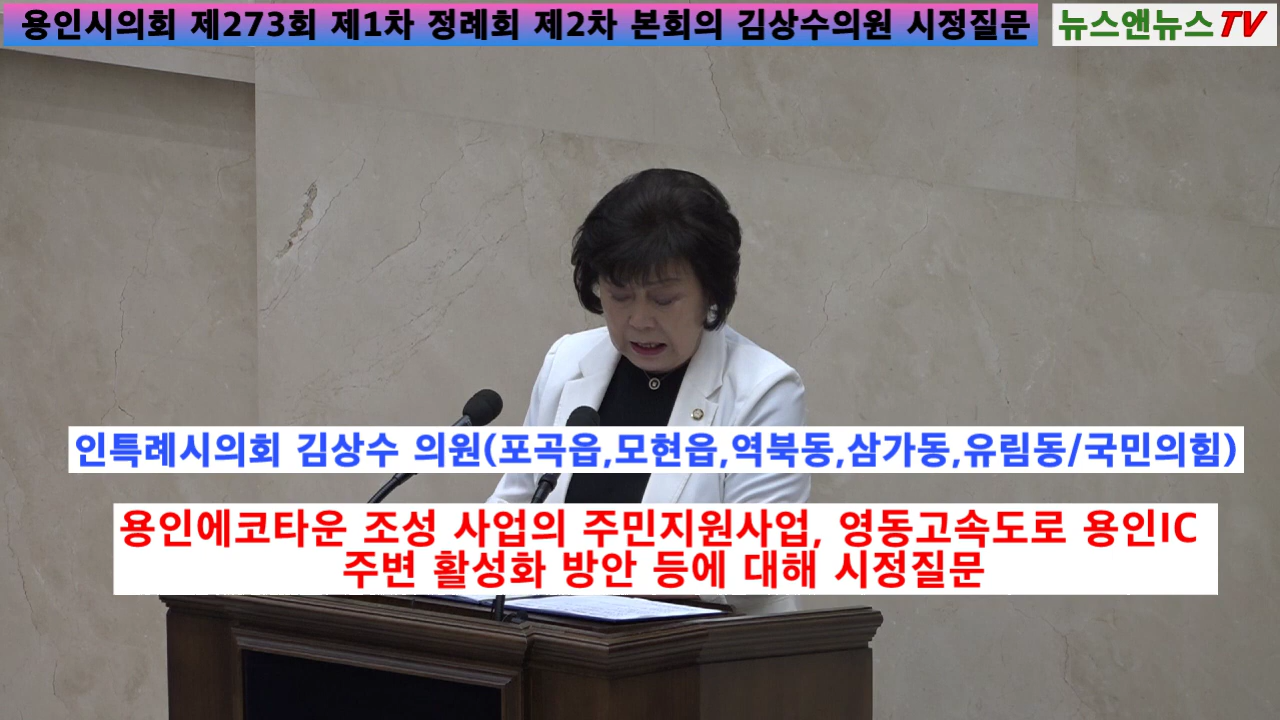 용인시의회 제273회 제1차 정례회 제2차 본회의 김상수의원 시정질문
뉴스앤뉴스TV
인특례시의회 김상수 의원(포곡읍,모현읍,역북동,삼가동,유림동/국민의힘)
용인에코타운 조성 사업의 주민지원사업, 영동고속도로 용인IC
주변 활성화 방안 등에 대해 시정질문